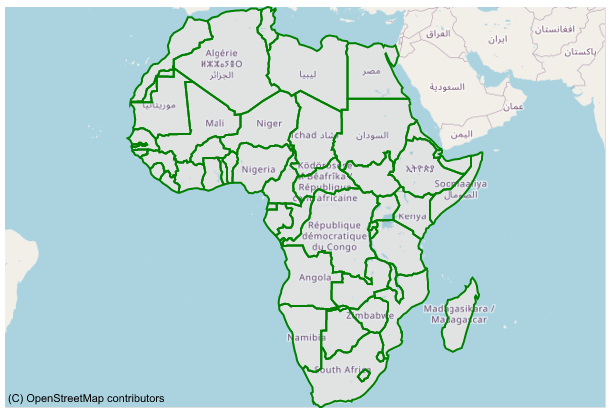 Algérie
ⵍⵣⵣⴰⵢⴻⵔ
الجزائر
ليبيا
مصر
العراق
ایران
افغانستان
پاکستان
السعودية
عمان
اليمن
موريتانيا
Mali
Niger
Tchad تشاد
السودان
Nigeria
Ködörösêse
tî Bêafrîka /
République
centrafricaine
ኢትዮጵያ
Soomaaliya
الصومال
Kenya
République
démocratique
du Congo
Angola
Zimbabwe
Madagasikara /
Madagascar
Namibia
South Africa
(C) OpenStreetMap contributors